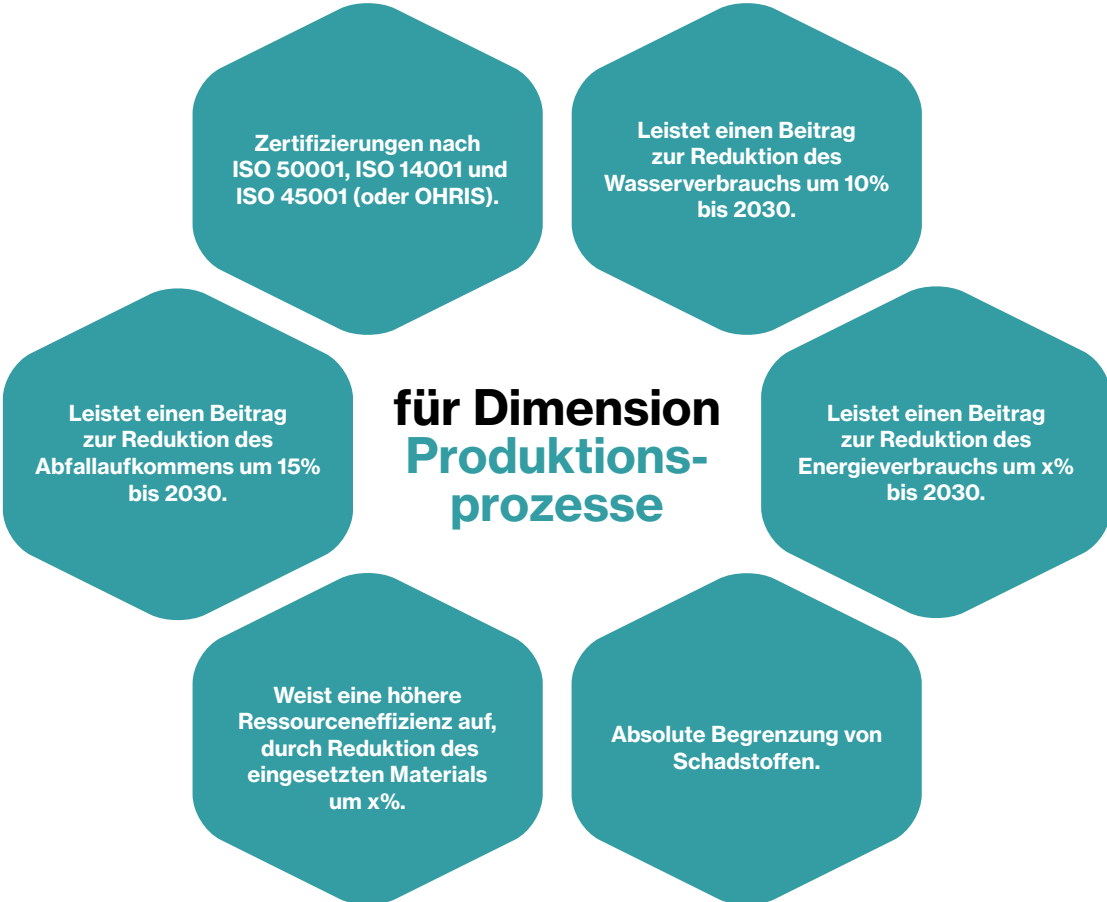 Zertifizierungen nach
ISO 50001, ISO 14001 und
ISO 45001 (oder OHRIS).
Leistet einen Beitrag
zur Reduktion des
Wasserverbrauchs um 10%
bis 2030.
Leistet einen Beitrag
zur Reduktion des
Abfallaufkommens um 15%
bis 2030.
für Dimension
Produktions-
prozesse
Leistet einen Beitrag
zur Reduktion des
Energieverbrauchs um x%
bis 2030.
Weist eine höhere
Ressourceneffizienz auf,
durch Reduktion des
eingesetzten Materials
um x%.
Absolute Begrenzung von
Schadstoffen.